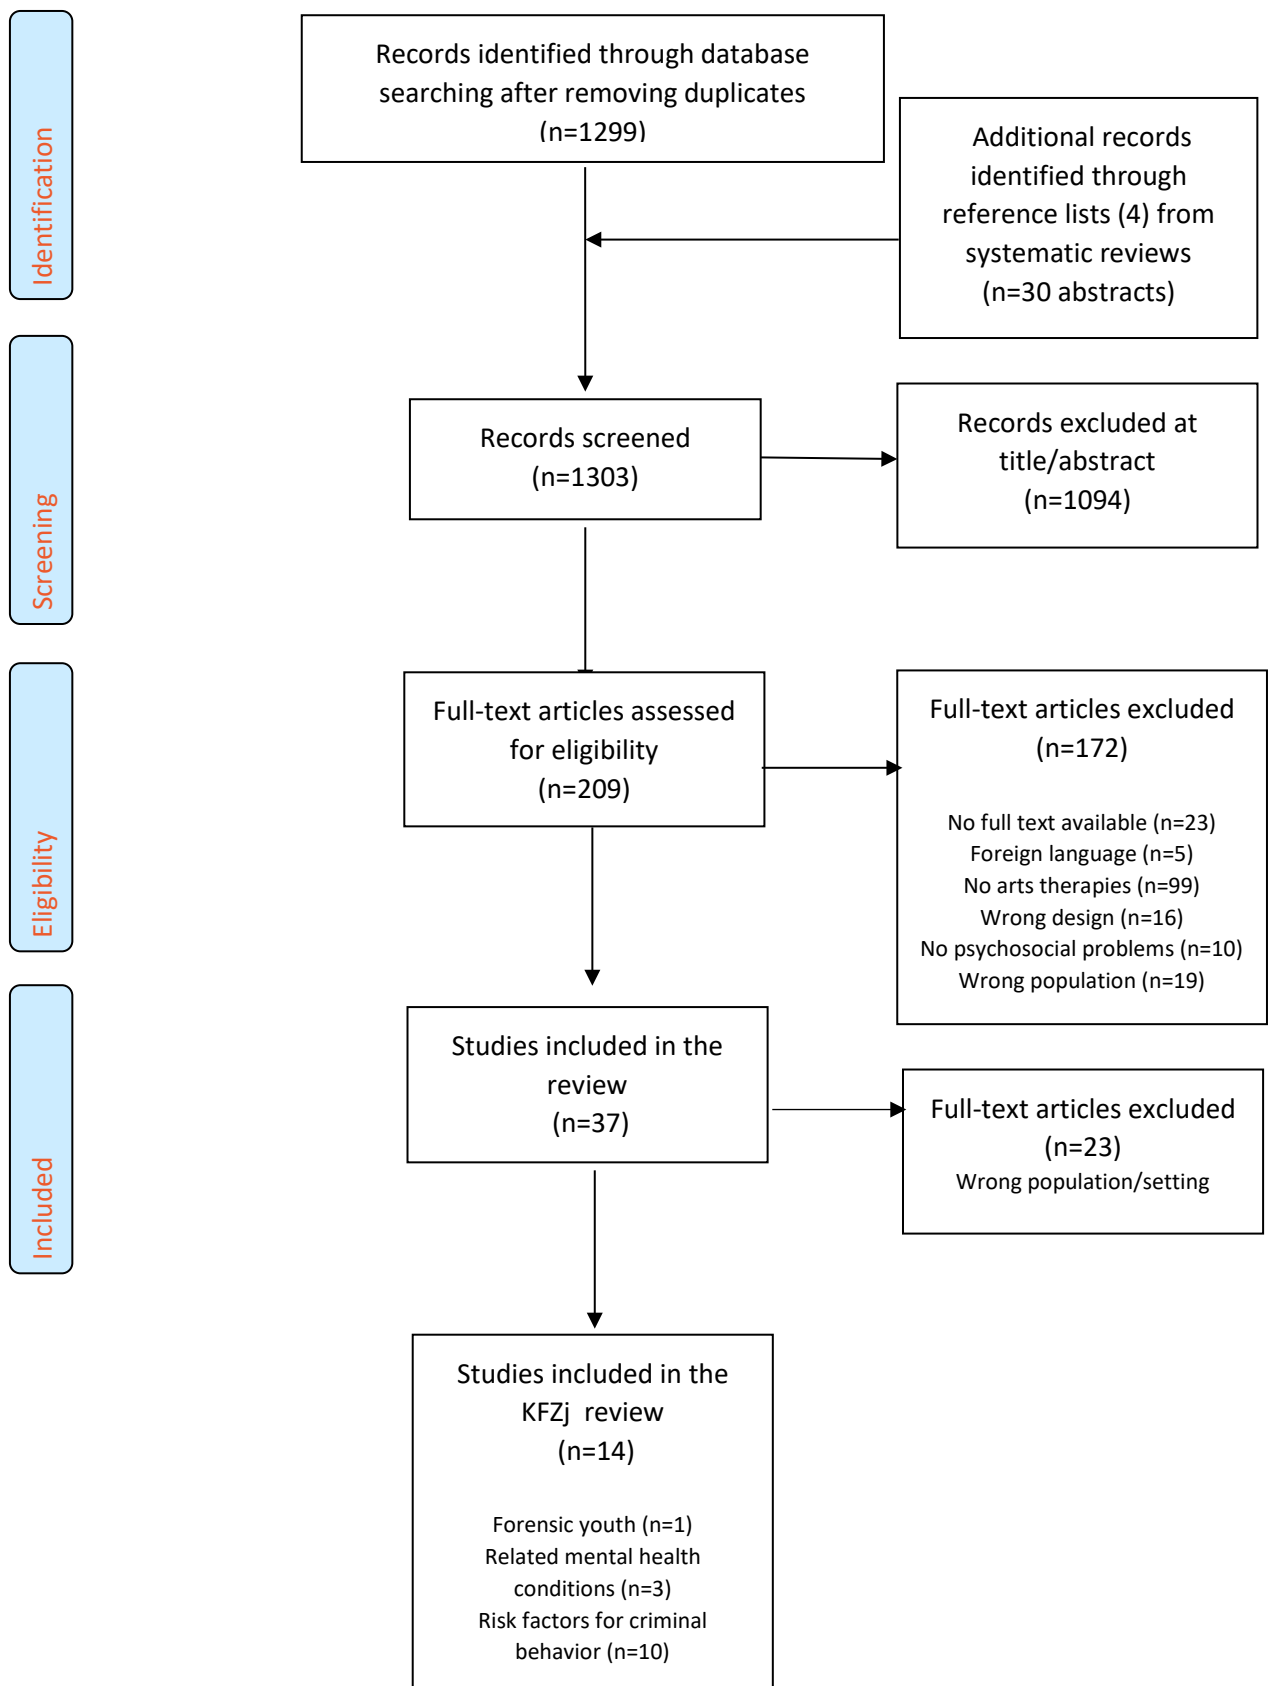 Identification
Records identified through database
searching after removing duplicates
(n=1299)
Additional records
identified through
reference lists (4) from
systematic reviews
(n=30 abstracts)
Screening
Records screened
(n=1303)
Records excluded at
title/abstract
(n=1094)
Eligibility
Full-text articles assessed
for eligibility
(n=209)
Full-text articles excluded
(n=172)
No full text available (n=23)
Foreign language (n=5)
No arts therapies (n=99)
Wrong design (n=16)
No psychosocial problems (n=10)
Wrong population (n=19)
Included
Studies included in the
review
(n=37)
Full-text articles excluded
(n=23)
Wrong population/setting
Studies included in the
KFZj review
(n=14)
Forensic youth (n=1)
Related mental health
conditions (n=3)
Risk factors for criminal
behavior (n=10)